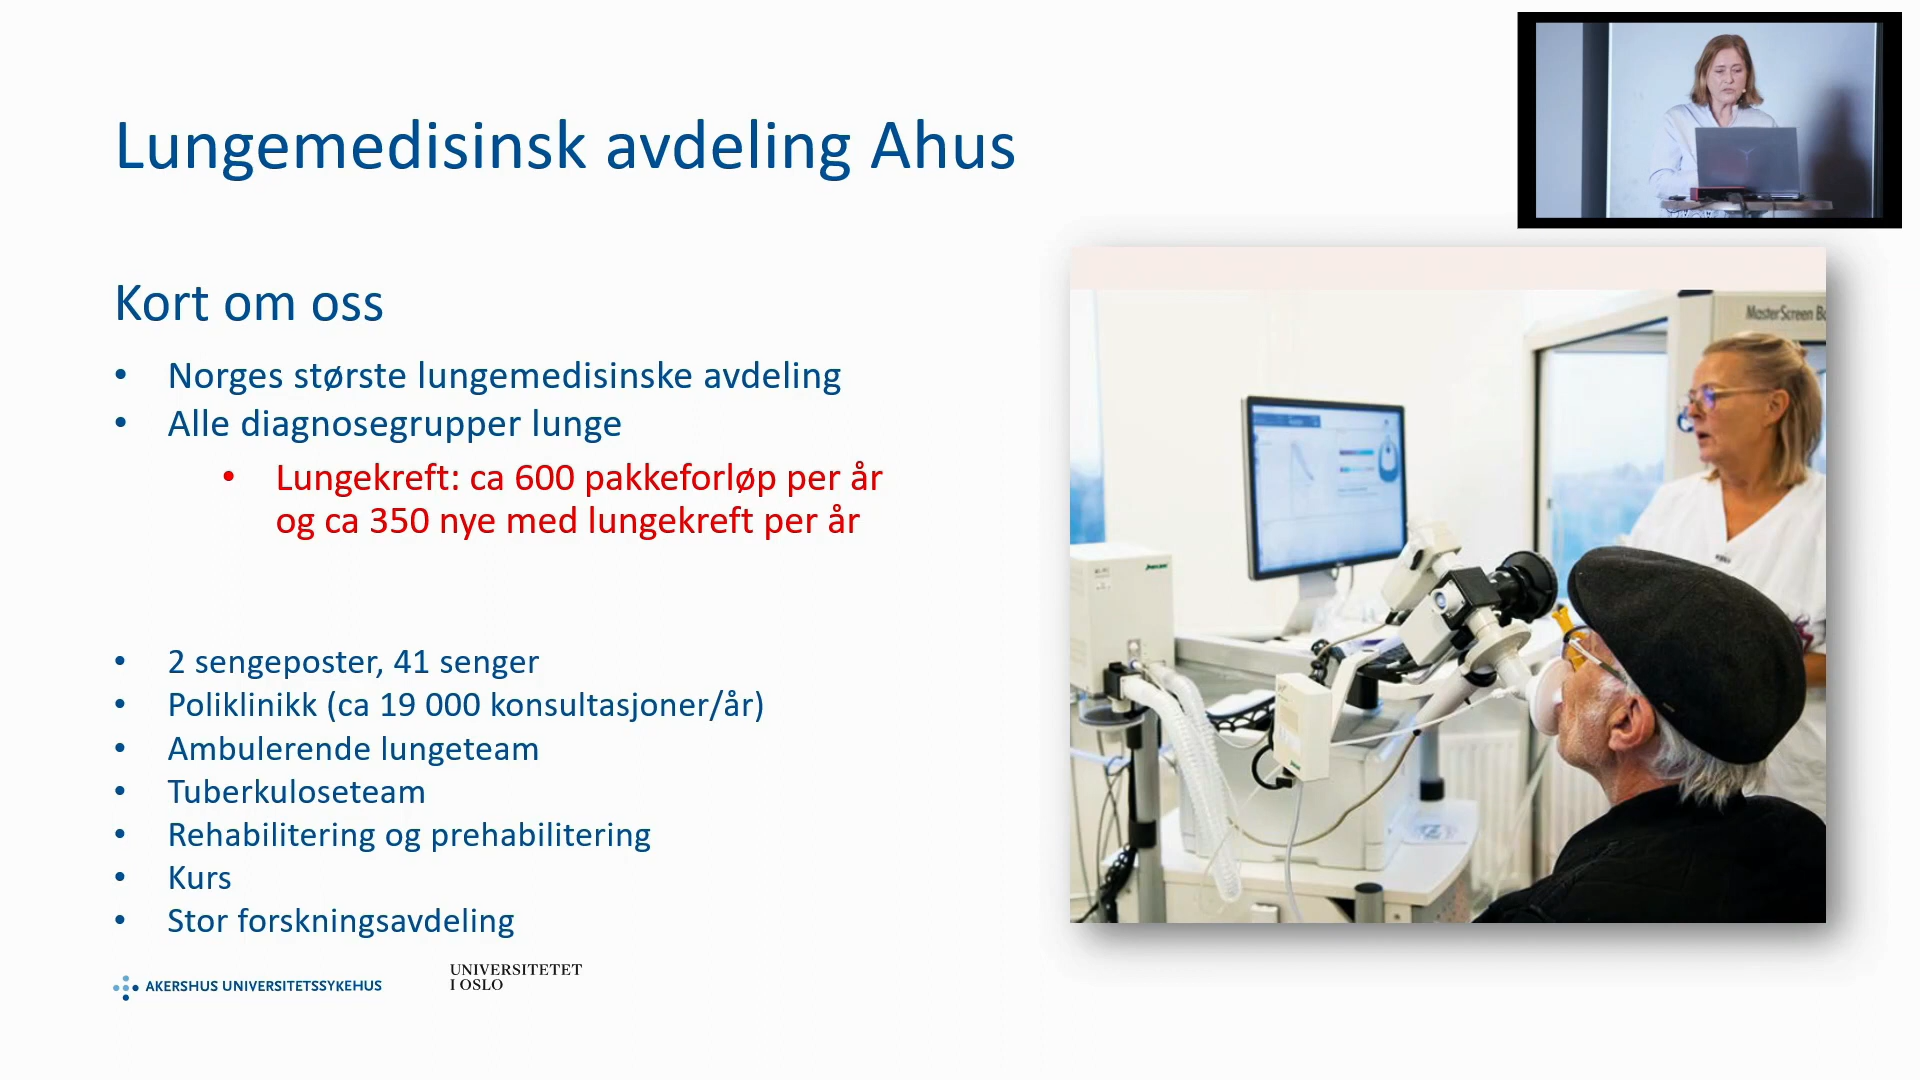 Lungemedisinsk avdeling Ahus
Kort om oss
• Norges største lungemedisinske avdeling
• Alle diagnosegrupper lunge
• Lungekreft: ca 600 pakkeforløp per år
og ca 350 nye med lungekreft per år
• 2 sengeposter, 41 senger
• Poliklinikk (ca 19 000 konsultasjoner/år)
• Ambulerende lungeteam
• Tuberkuloseteam
• Rehabilitering og prehabilitering
• Kurs
• Stor forskningsavdeling
AKERSHUS UNIVERSITETSSYKEHUS
UNIVERSITETET
I OSLO
MasterScreen